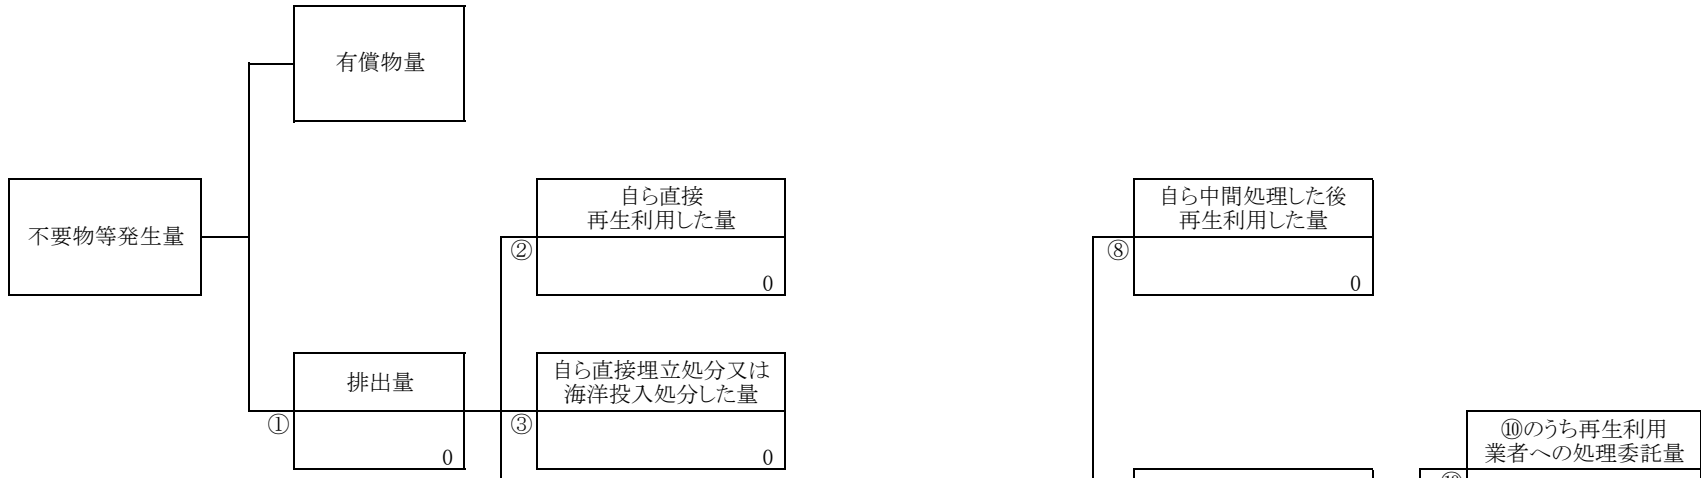 有償物量
不要物等発生量
自ら直接
再生利用した量
②
0
自ら中間処理した後
再生利用した量
⑧
0
排出量
①
0
自ら直接埋立処分又は
海洋投入処分した量
③
0
⑩のうち再生利用
業者への処理委託量